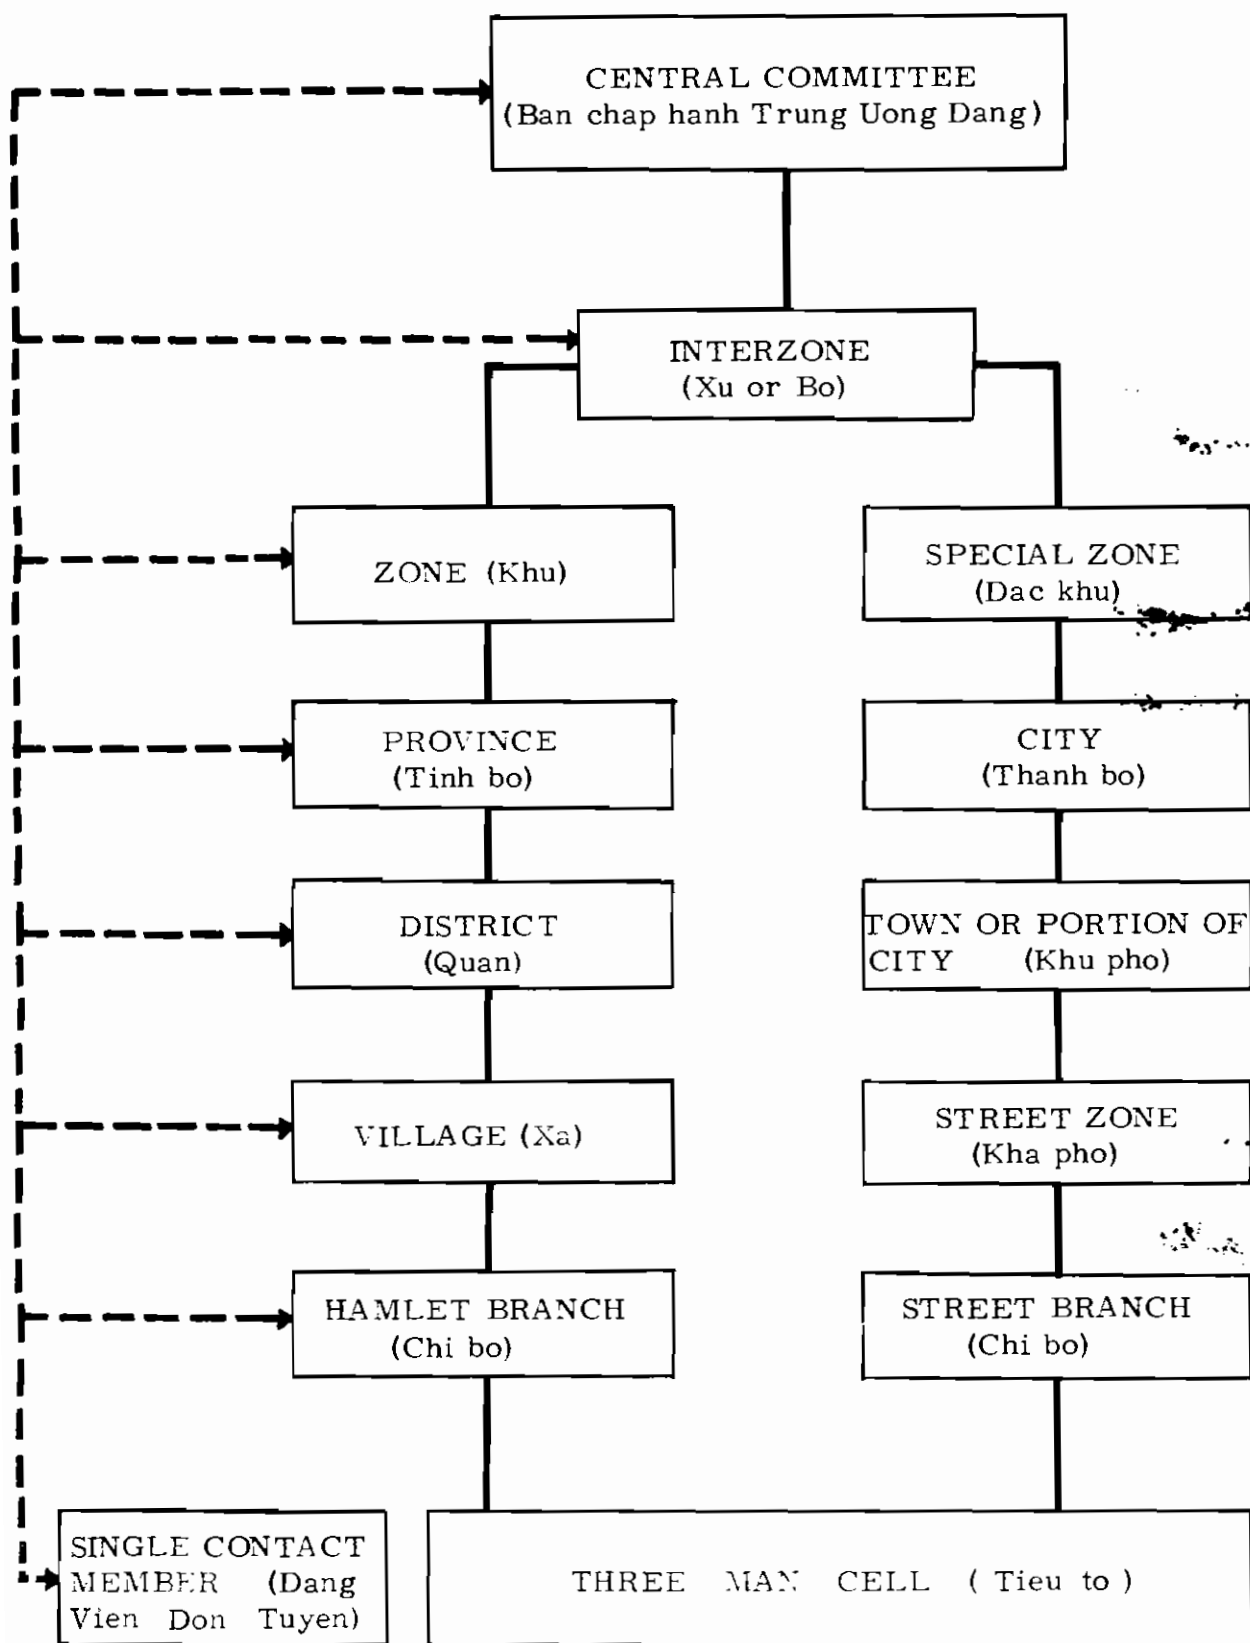 CENTRAL COMMITTEE
(Ban chap hanh Trung Uong Dang)
INTERZONE
(Xu or Bo)
ZONE (Khu)
SPECIAL ZONE
(Dac khu)
PROVINCE
(Tinh bo)
CITY
(Thanh bo)
DISTRICT
(Quan)
TOWN OR PORTION OF
CITY (Khu pho)
VILLAGE (Xa)
STREET ZONE
(Kha pho)
HAMLET BRANCH
(Chi bo)
STREET BRANCH
(Chi bo)
SINGLE CONTACT
MEMBER (Dang
Vien Don Tuyen)
THREE MAN CELL ( Tieu to )